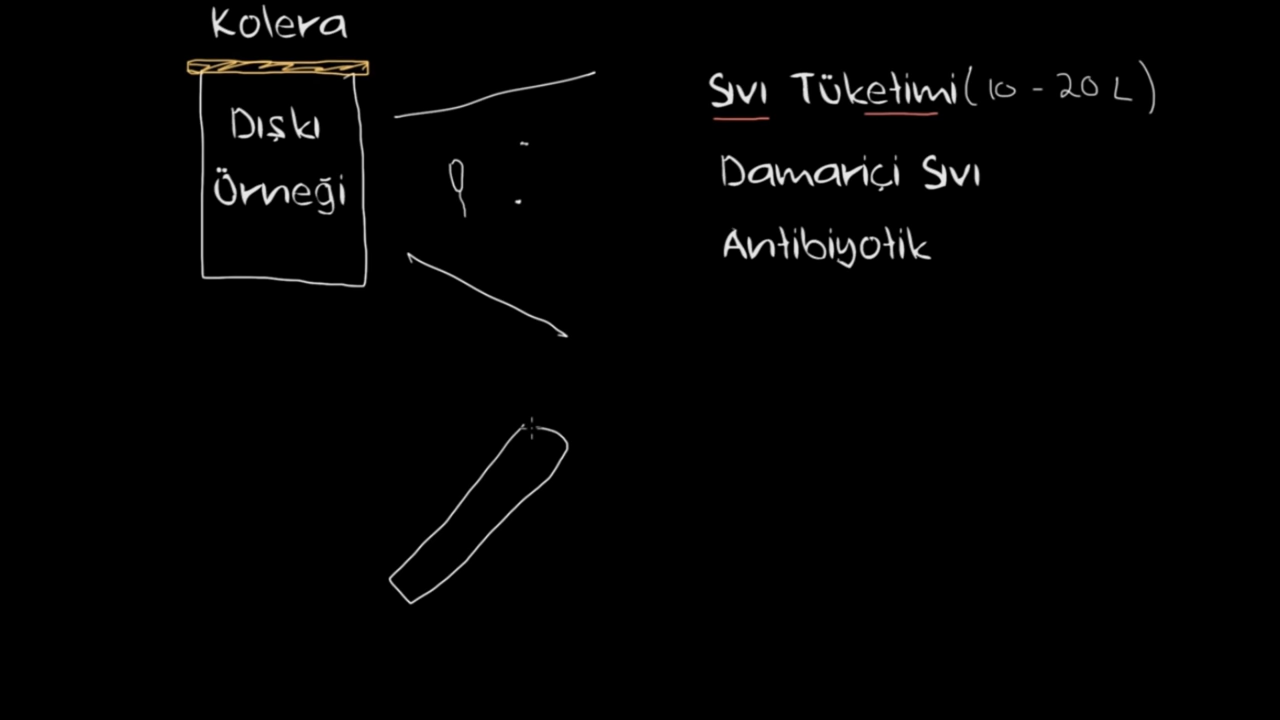 Kolera
Dışkı
Örneği
Sıvı Tüketimi (10 - 20 L)
Damariçi Sıvı
Antibiyotik